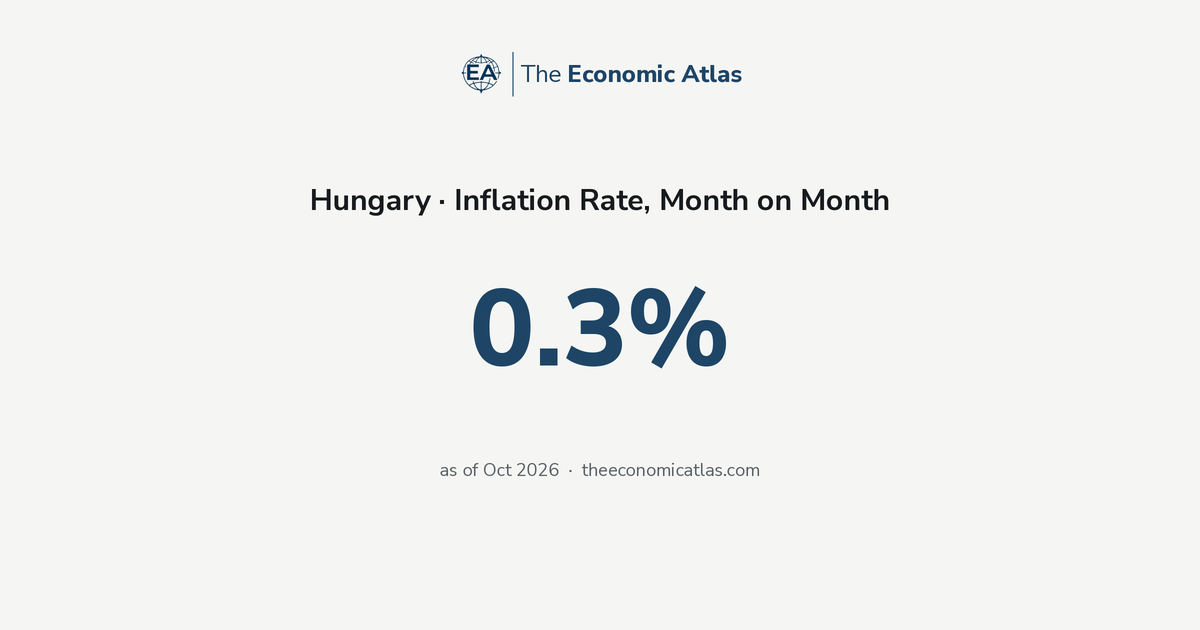 EA The Economic Atlas
Hungary · Inflation Rate, Month on Month
0.3%
as of Oct 2026 · theeconomicatlas.com